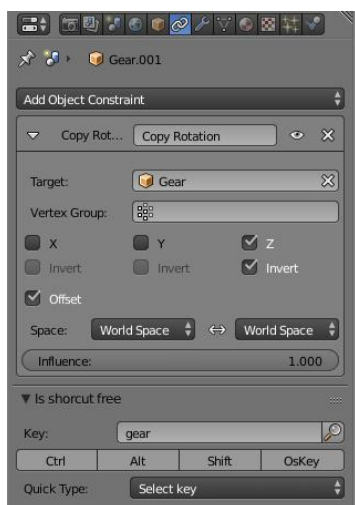 Gear.001
Add Object Constraint
Copy Rot... Copy Rotation
Target: Gear
Vertex Group:
X Y Z
Invert Invert Invert
Offset
Space: World Space World Space
Influence: 1.000
Is shorcut free
Key: gear
Ctrl Alt Shift OsKey
Quick Type: Select key